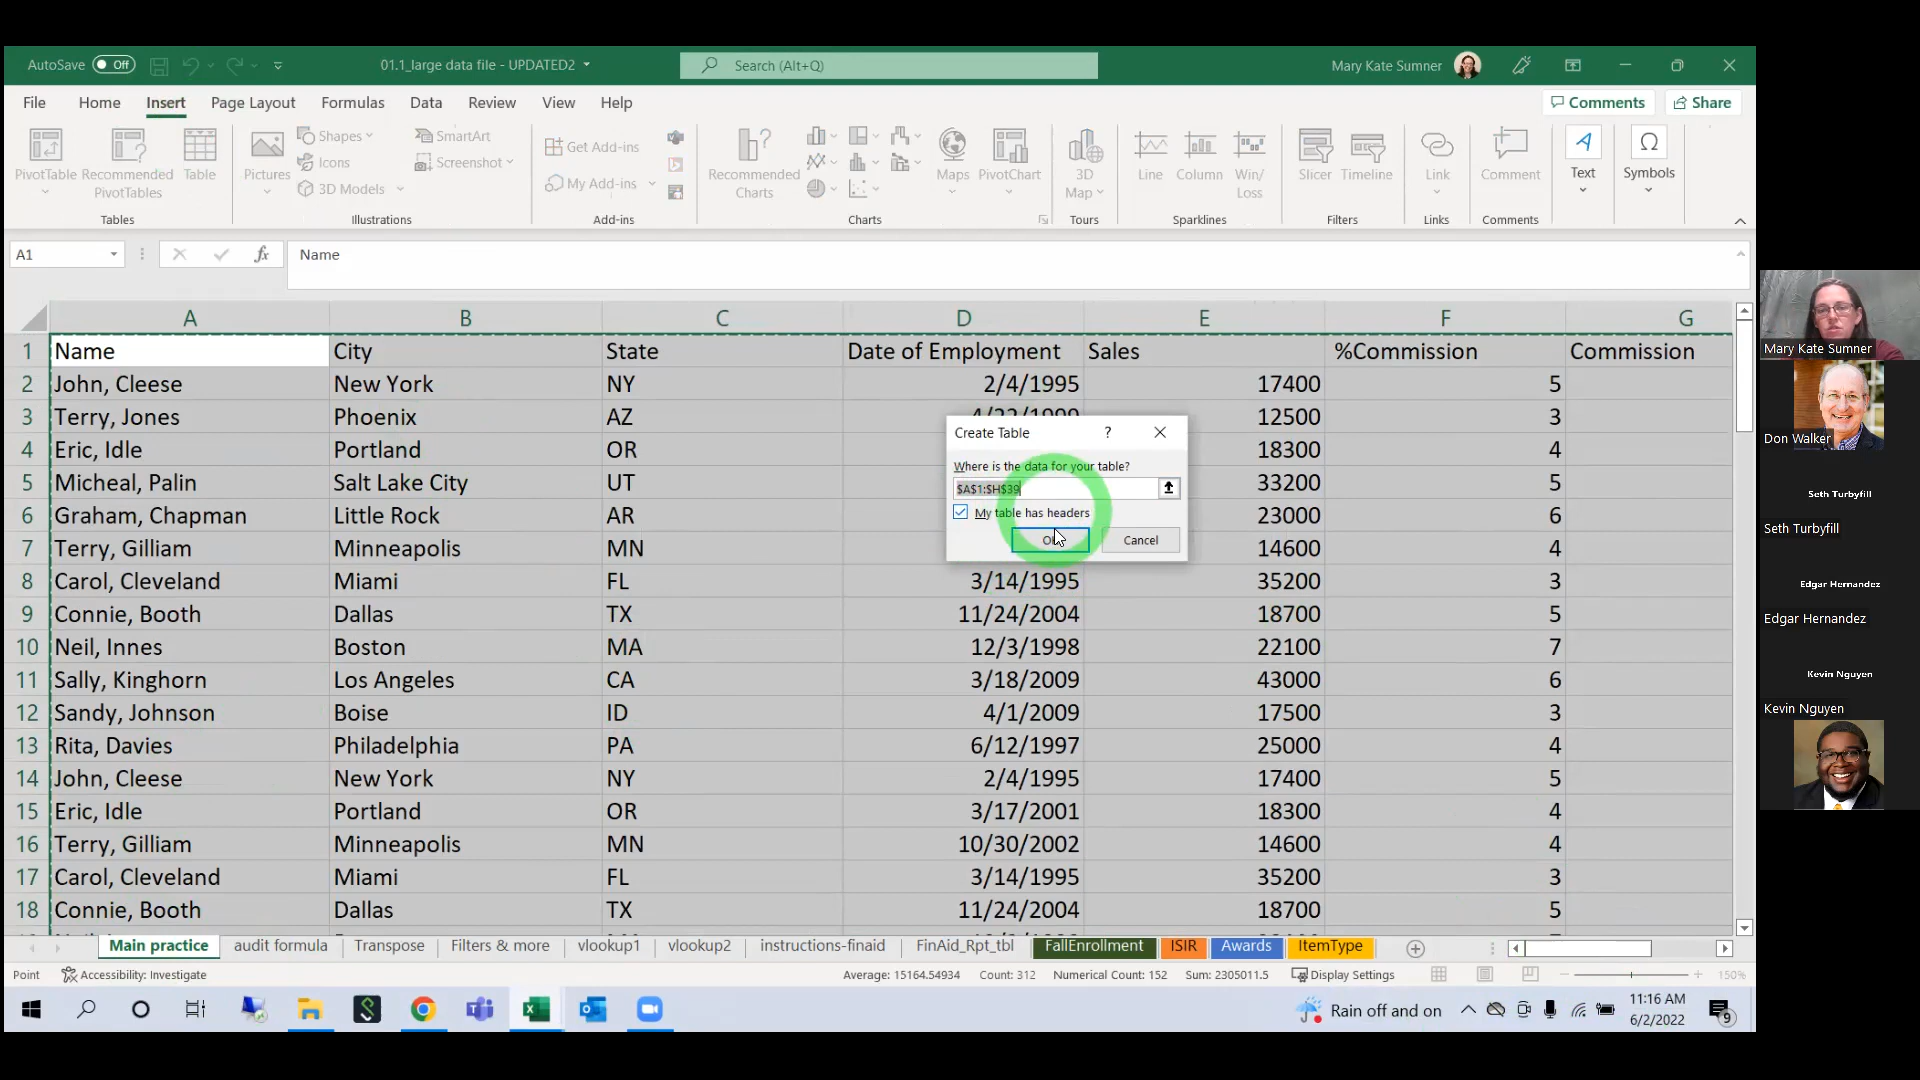 AutoSave Off 01.1_large data file - UPDATED2 Search (Alt+Q) Mary Kate Sumner
File Home Insert Page Layout Formulas Data Review View Help Comments Share
PivotTable
Recommended
PivotTables
Table
Tables
Pictures
Shapes
Icons
3D Models
SmartArt
Screenshot
Illustrations
Get Add-ins
My Add-ins
Add-ins
Recommended
Charts
Maps
PivotChart
Charts
3D
Map
Tours
Line
Column
Win/
Loss
Sparklines
Slicer
Timeline
Filters
Link
Links
Comment
Comments
Text
Symbols
A1 fx Name
A B C D E F G
1 Name City State Date of Employment Sales %Commission Commission
2 John, Cleese New York NY 2/4/1995 17400 5
3 Terry, Jones Phoenix AZ 12500 3
4 Eric, Idle Portland OR 18300 4
5 Micheal, Palin Salt Lake City UT 33200 5
6 Graham, Chapman Little Rock AR 23000 6
7 Terry, Gilliam Minneapolis MN 14600 4
8 Carol, Cleveland Miami FL 3/14/1995 35200 3
9 Connie, Booth Dallas TX 11/24/2004 18700 5
10 Neil, Innes Boston MA 12/3/1998 22100 7
11 Sally, Kinghorn Los Angeles CA 3/18/2009 43000 6
12 Sandy, Johnson Boise ID 4/1/2009 17500 3
13 Rita, Davies Philadelphia PA 6/12/1997 25000 4
14 John, Cleese New York NY 2/4/1995 17400 5
15 Eric, Idle Portland OR 3/17/2001 18300 4
16 Terry, Gilliam Minneapolis MN 10/30/2002 14600 4
17 Carol, Cleveland Miami FL 3/14/1995 35200 3
18 Connie, Booth Dallas TX 11/24/2004 18700 5
Create Table ?
Where is the data for your table?
$A$1:$H$39
My table has headers
Cancel
Main practice audit formula Transpose Filters & more vlookup1 vlookup2 instructions-finaid FinAid_Rpt_tbl FallEnrollment ISIR Awards ItemType
Point Accessibility: Investigate Average: 15164.54934 Count: 312 Numerical Count: 152 Sum: 2305011.5 Display Settings 150%
Rain off and on
11:16 AM
6/2/2022
9
Mary Kate Sumner
Don Walker
Seth Turbyfill
Seth Turbyfill
Edgar Hernandez
Edgar Hernandez
Kevin Nguyen
Kevin Nguyen